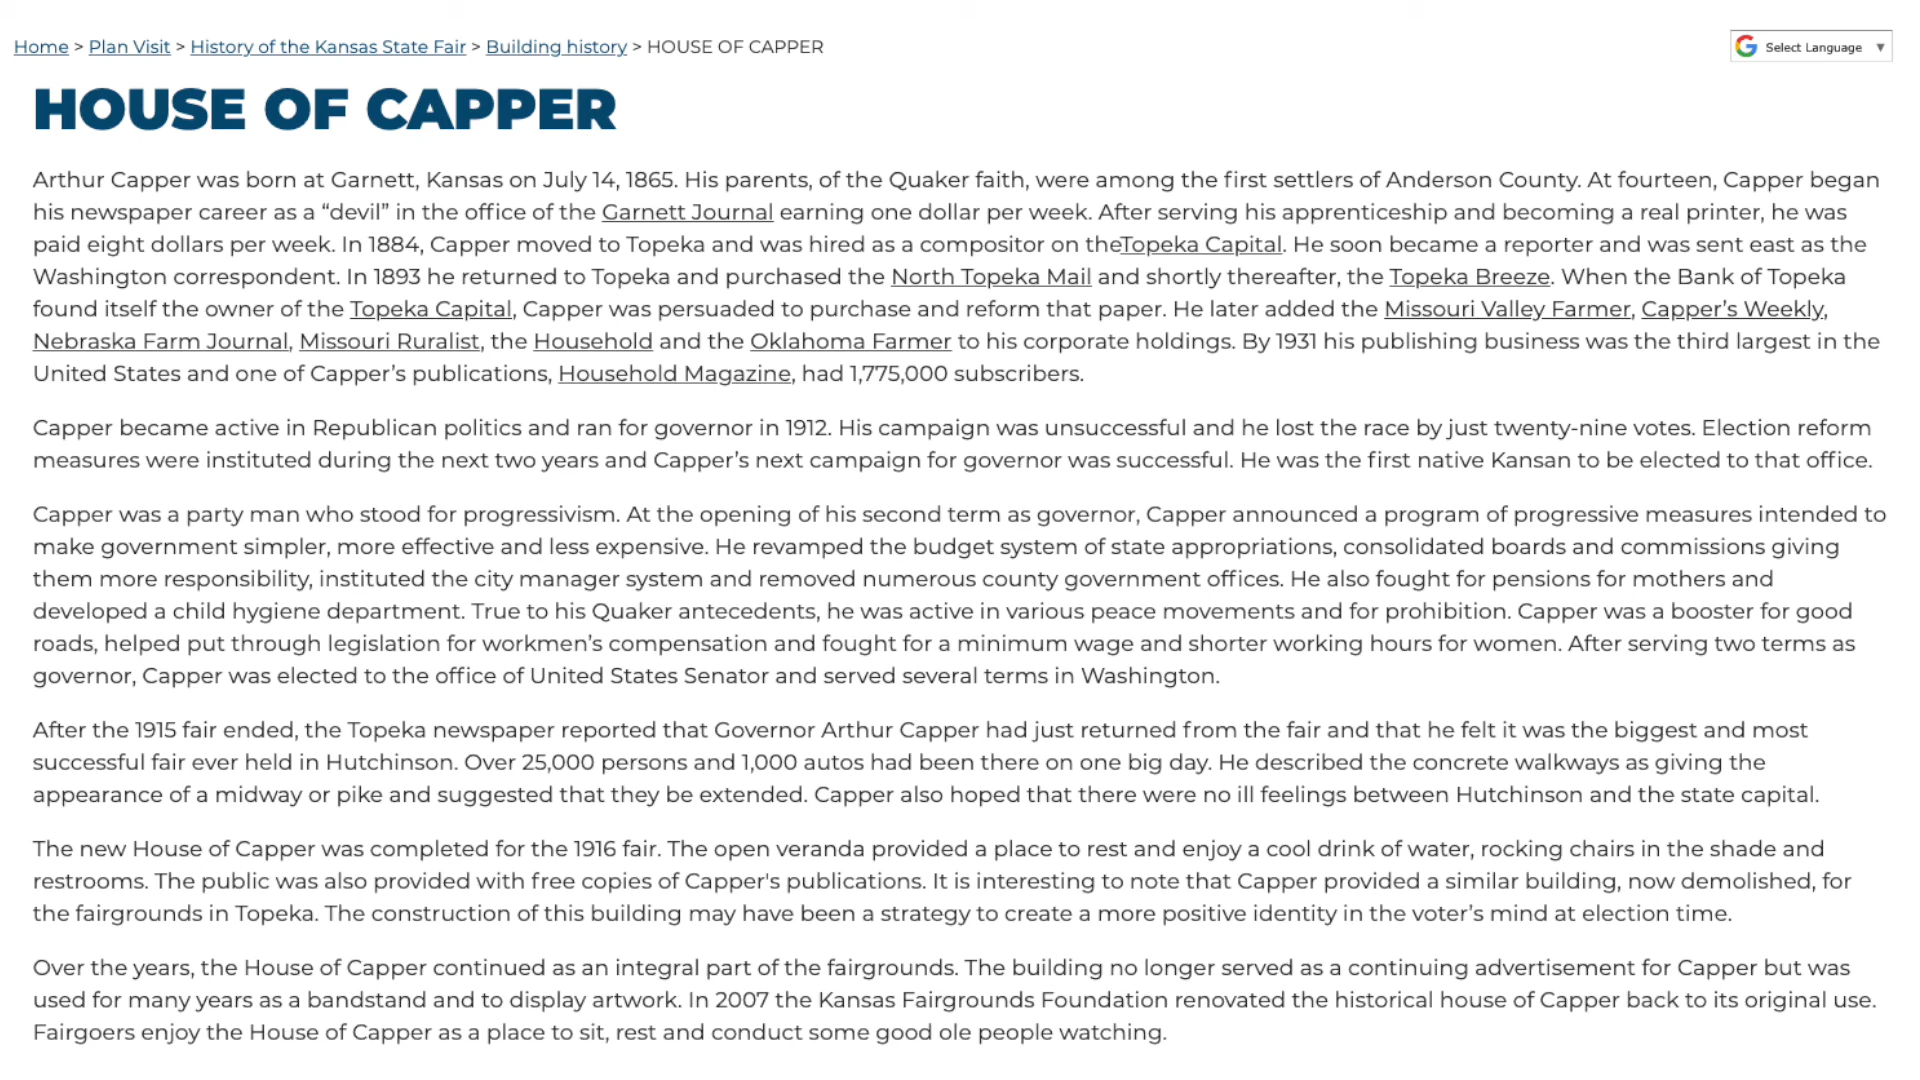 Home > Plan Visit > History of the Kansas State Fair > Building history > HOUSE OF CAPPER
Select Language ▼
HOUSE OF CAPPER
Arthur Capper was born at Garnett, Kansas on July 14, 1865. His parents, of the Quaker faith, were among the first settlers of Anderson County. At fourteen, Capper began
his newspaper career as a “devil” in the office of the Garnett Journal earning one dollar per week. After serving his apprenticeship and becoming a real printer, he was
paid eight dollars per week. In 1884, Capper moved to Topeka and was hired as a compositor on theTopeka Capital. He soon became a reporter and was sent east as the
Washington correspondent. In 1893 he returned to Topeka and purchased the North Topeka Mail and shortly thereafter, the Topeka Breeze. When the Bank of Topeka
found itself the owner of the Topeka Capital, Capper was persuaded to purchase and reform that paper. He later added the Missouri Valley Farmer, Capper’s Weekly,
Nebraska Farm Journal, Missouri Ruralist, the Household and the Oklahoma Farmer to his corporate holdings. By 1931 his publishing business was the third largest in the
United States and one of Capper’s publications, Household Magazine, had 1,775,000 subscribers.
Capper became active in Republican politics and ran for governor in 1912. His campaign was unsuccessful and he lost the race by just twenty-nine votes. Election reform
measures were instituted during the next two years and Capper’s next campaign for governor was successful. He was the first native Kansan to be elected to that office.
Capper was a party man who stood for progressivism. At the opening of his second term as governor, Capper announced a program of progressive measures intended to
make government simpler, more effective and less expensive. He revamped the budget system of state appropriations, consolidated boards and commissions giving
them more responsibility, instituted the city manager system and removed numerous county government offices. He also fought for pensions for mothers and
developed a child hygiene department. True to his Quaker antecedents, he was active in various peace movements and for prohibition. Capper was a booster for good
roads, helped put through legislation for workmen’s compensation and fought for a minimum wage and shorter working hours for women. After serving two terms as
governor, Capper was elected to the office of United States Senator and served several terms in Washington.
After the 1915 fair ended, the Topeka newspaper reported that Governor Arthur Capper had just returned from the fair and that he felt it was the biggest and most
successful fair ever held in Hutchinson. Over 25,000 persons and 1,000 autos had been there on one big day. He described the concrete walkways as giving the
appearance of a midway or pike and suggested that they be extended. Capper also hoped that there were no ill feelings between Hutchinson and the state capital.
The new House of Capper was completed for the 1916 fair. The open veranda provided a place to rest and enjoy a cool drink of water, rocking chairs in the shade and
restrooms. The public was also provided with free copies of Capper's publications. It is interesting to note that Capper provided a similar building, now demolished, for
the fairgrounds in Topeka. The construction of this building may have been a strategy to create a more positive identity in the voter’s mind at election time.
Over the years, the House of Capper continued as an integral part of the fairgrounds. The building no longer served as a continuing advertisement for Capper but was
used for many years as a bandstand and to display artwork. In 2007 the Kansas Fairgrounds Foundation renovated the historical house of Capper back to its original use.
Fairgoers enjoy the House of Capper as a place to sit, rest and conduct some good ole people watching.